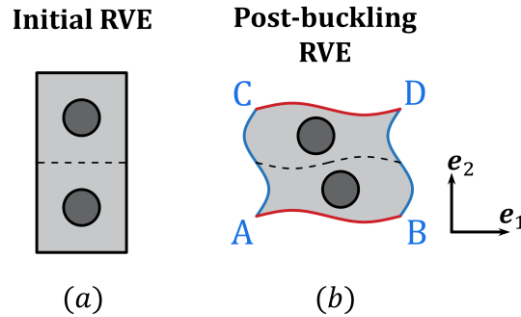 Initial RVE
Post-buckling
RVE
C
D
A
B
e₂
e₁
(a)
(b)